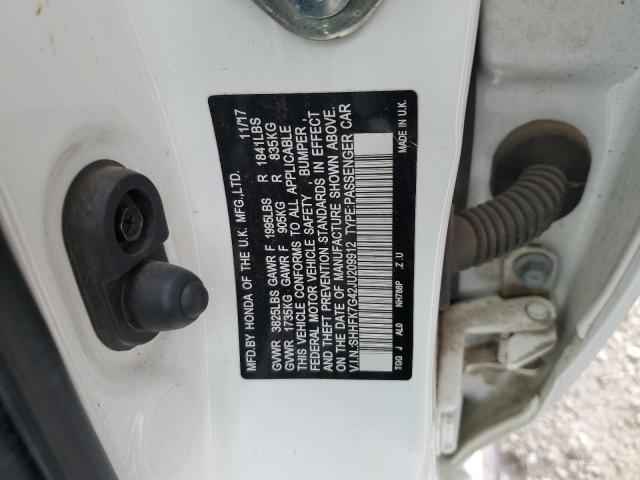 MFD.BY HONDA OF THE U.K. MFG.,LTD. 11/17
GVWR 3825LBS GAWR F 1995LBS R 1841LBS
GVWR 1735KG GAWR F 905KG R 835KG
THIS VEHICLE CONFORMS TO ALL APPLICABLE
FEDERAL MOTOR VEHICLE SAFETY , BUMPER ,
AND THEFT PREVENTION STANDARDS IN EFFECT
ON THE DATE OF MANUFACTURE SHOWN ABOVE.
V.I.N.:SHHFK7G42JU209912 TYPE:PASSENGER CAR
TGG J AL0 NH788P .Z.U MADE IN U.K.